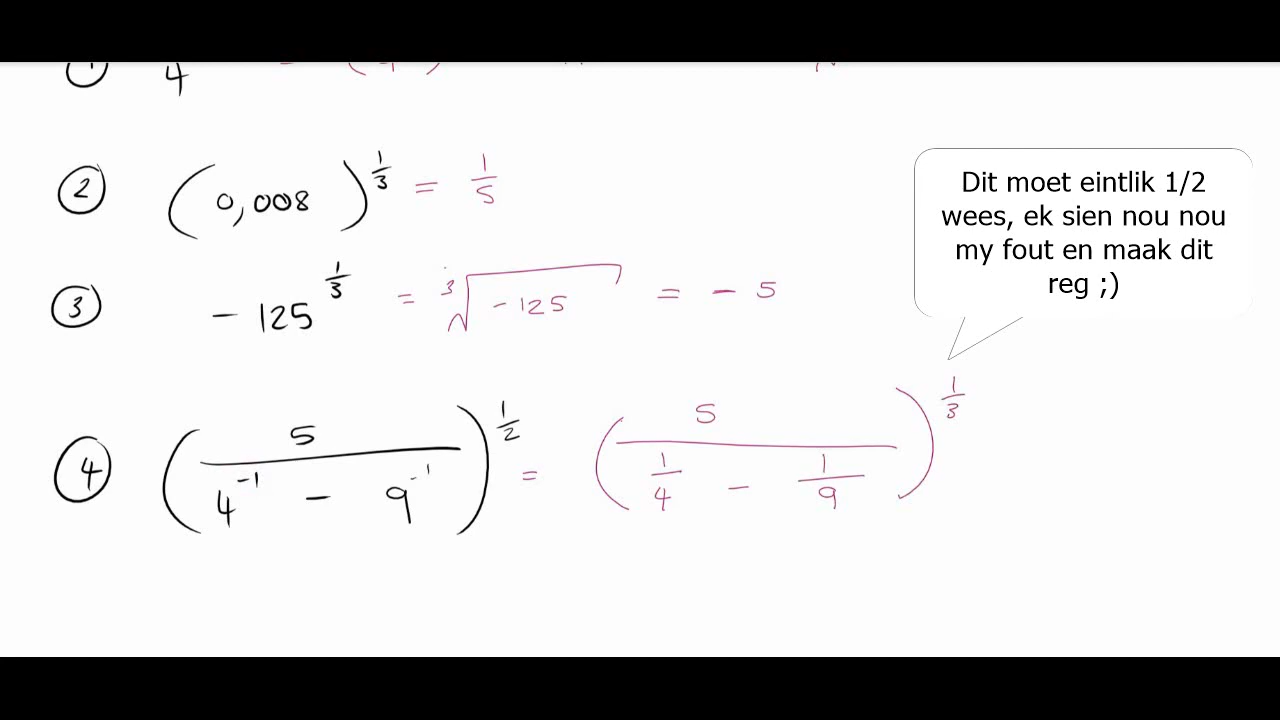 4
② (0,008)^(1/3) = 1/5
Dit moet eintlik 1/2
wees, ek sien nou nou
my fout en maak dit
reg ;)
③ - 125^(1/3) = ∛(-125) = - 5
④ (5/(4^(-1) - 9^(-1)))^(1/2) = (5/(1/4 - 1/9))^(1/3)